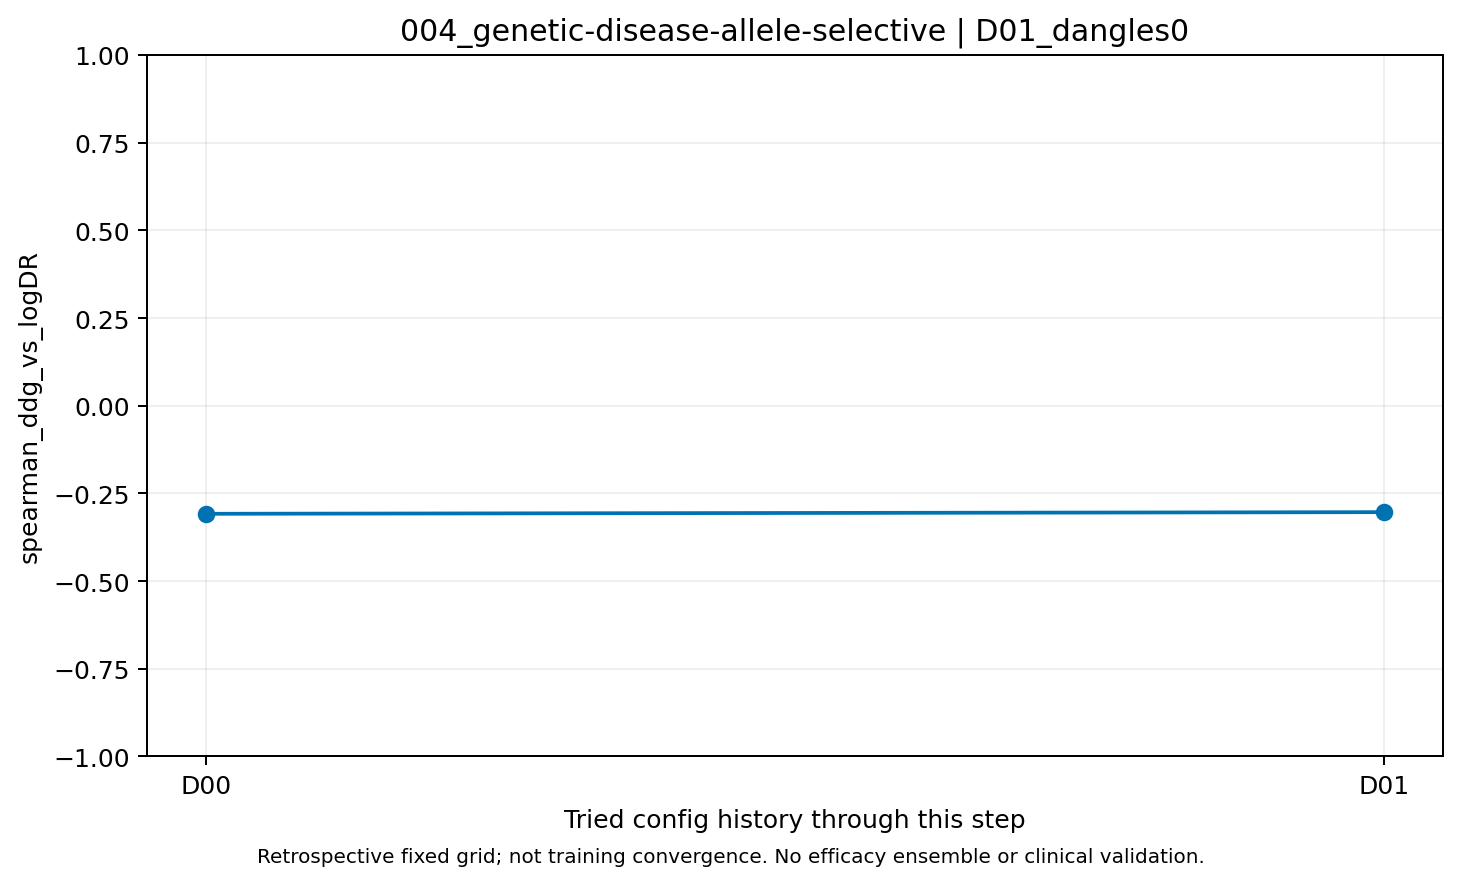 004_genetic-disease-allele-selective | D01_dangles0
spearman_ddg_vs_logDR
1.00
0.75
0.50
0.25
0.00
−0.25
−0.50
−0.75
−1.00
D00 D01
Tried config history through this step
Retrospective fixed grid; not training convergence. No efficacy ensemble or clinical validation.